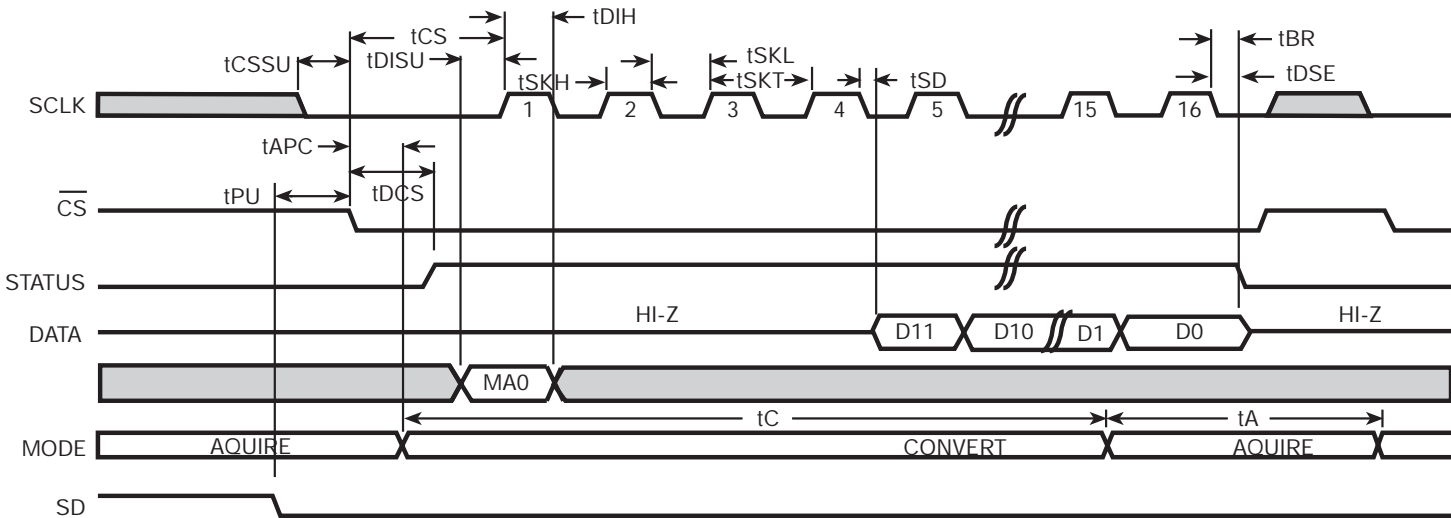 tDIH
tCS
tBR
tCSSU
tDISU
tSKL
tSKH
tSKT
tSD
tDSE
SCLK
1
2
3
4
5
15
16
tAPC
tPU
tDCS
CS
STATUS
HI-Z
HI-Z
DATA
D11
D10
D1
D0
MA0
tC
tA
MODE
AQUIRE
CONVERT
AQUIRE
SD